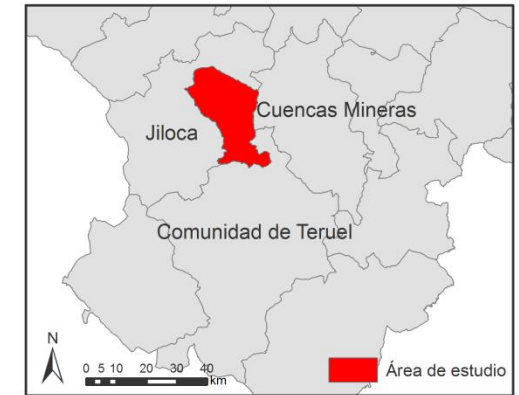 Cuencas Mineras
Jiloca
Comunidad de Teruel
N
0 5 10 20 30 40
km
Área de estudio